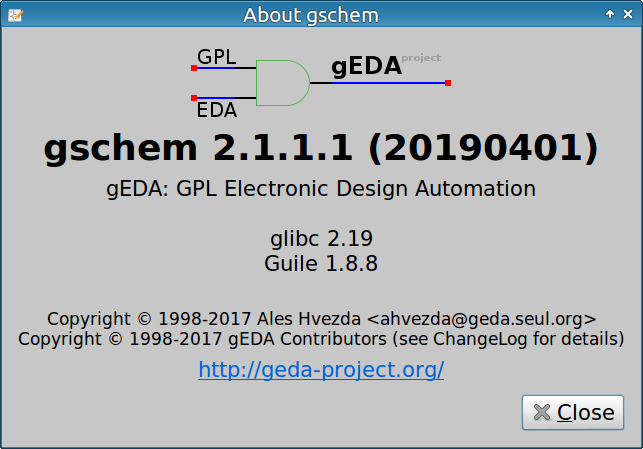 About gschem
GPL
gEDA project
EDA
gschem 2.1.1.1 (20190401)
gEDA: GPL Electronic Design Automation
glibc 2.19
Guile 1.8.8
Copyright © 1998-2017 Ales Hvezda <ahvezda@geda.seul.org>
Copyright © 1998-2017 gEDA Contributors (see ChangeLog for details)
http://geda-project.org/
Close